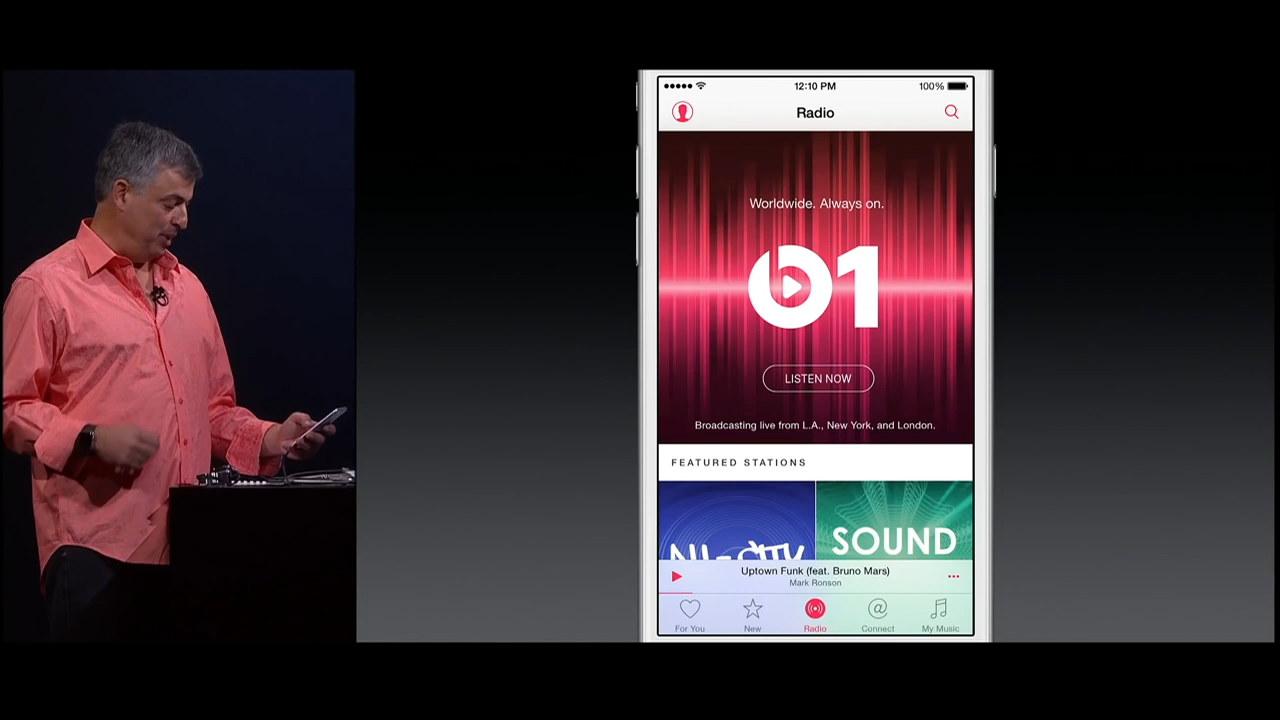 12:10 PM
100%
Radio
Worldwide. Always on.
b1
LISTEN NOW
Broadcasting live from L.A., New York, and London.
FEATURED STATIONS
SOUND
Uptown Funk (feat. Bruno Mars)
Mark Ronson
For You
New
Radio
@
Connect
My Music